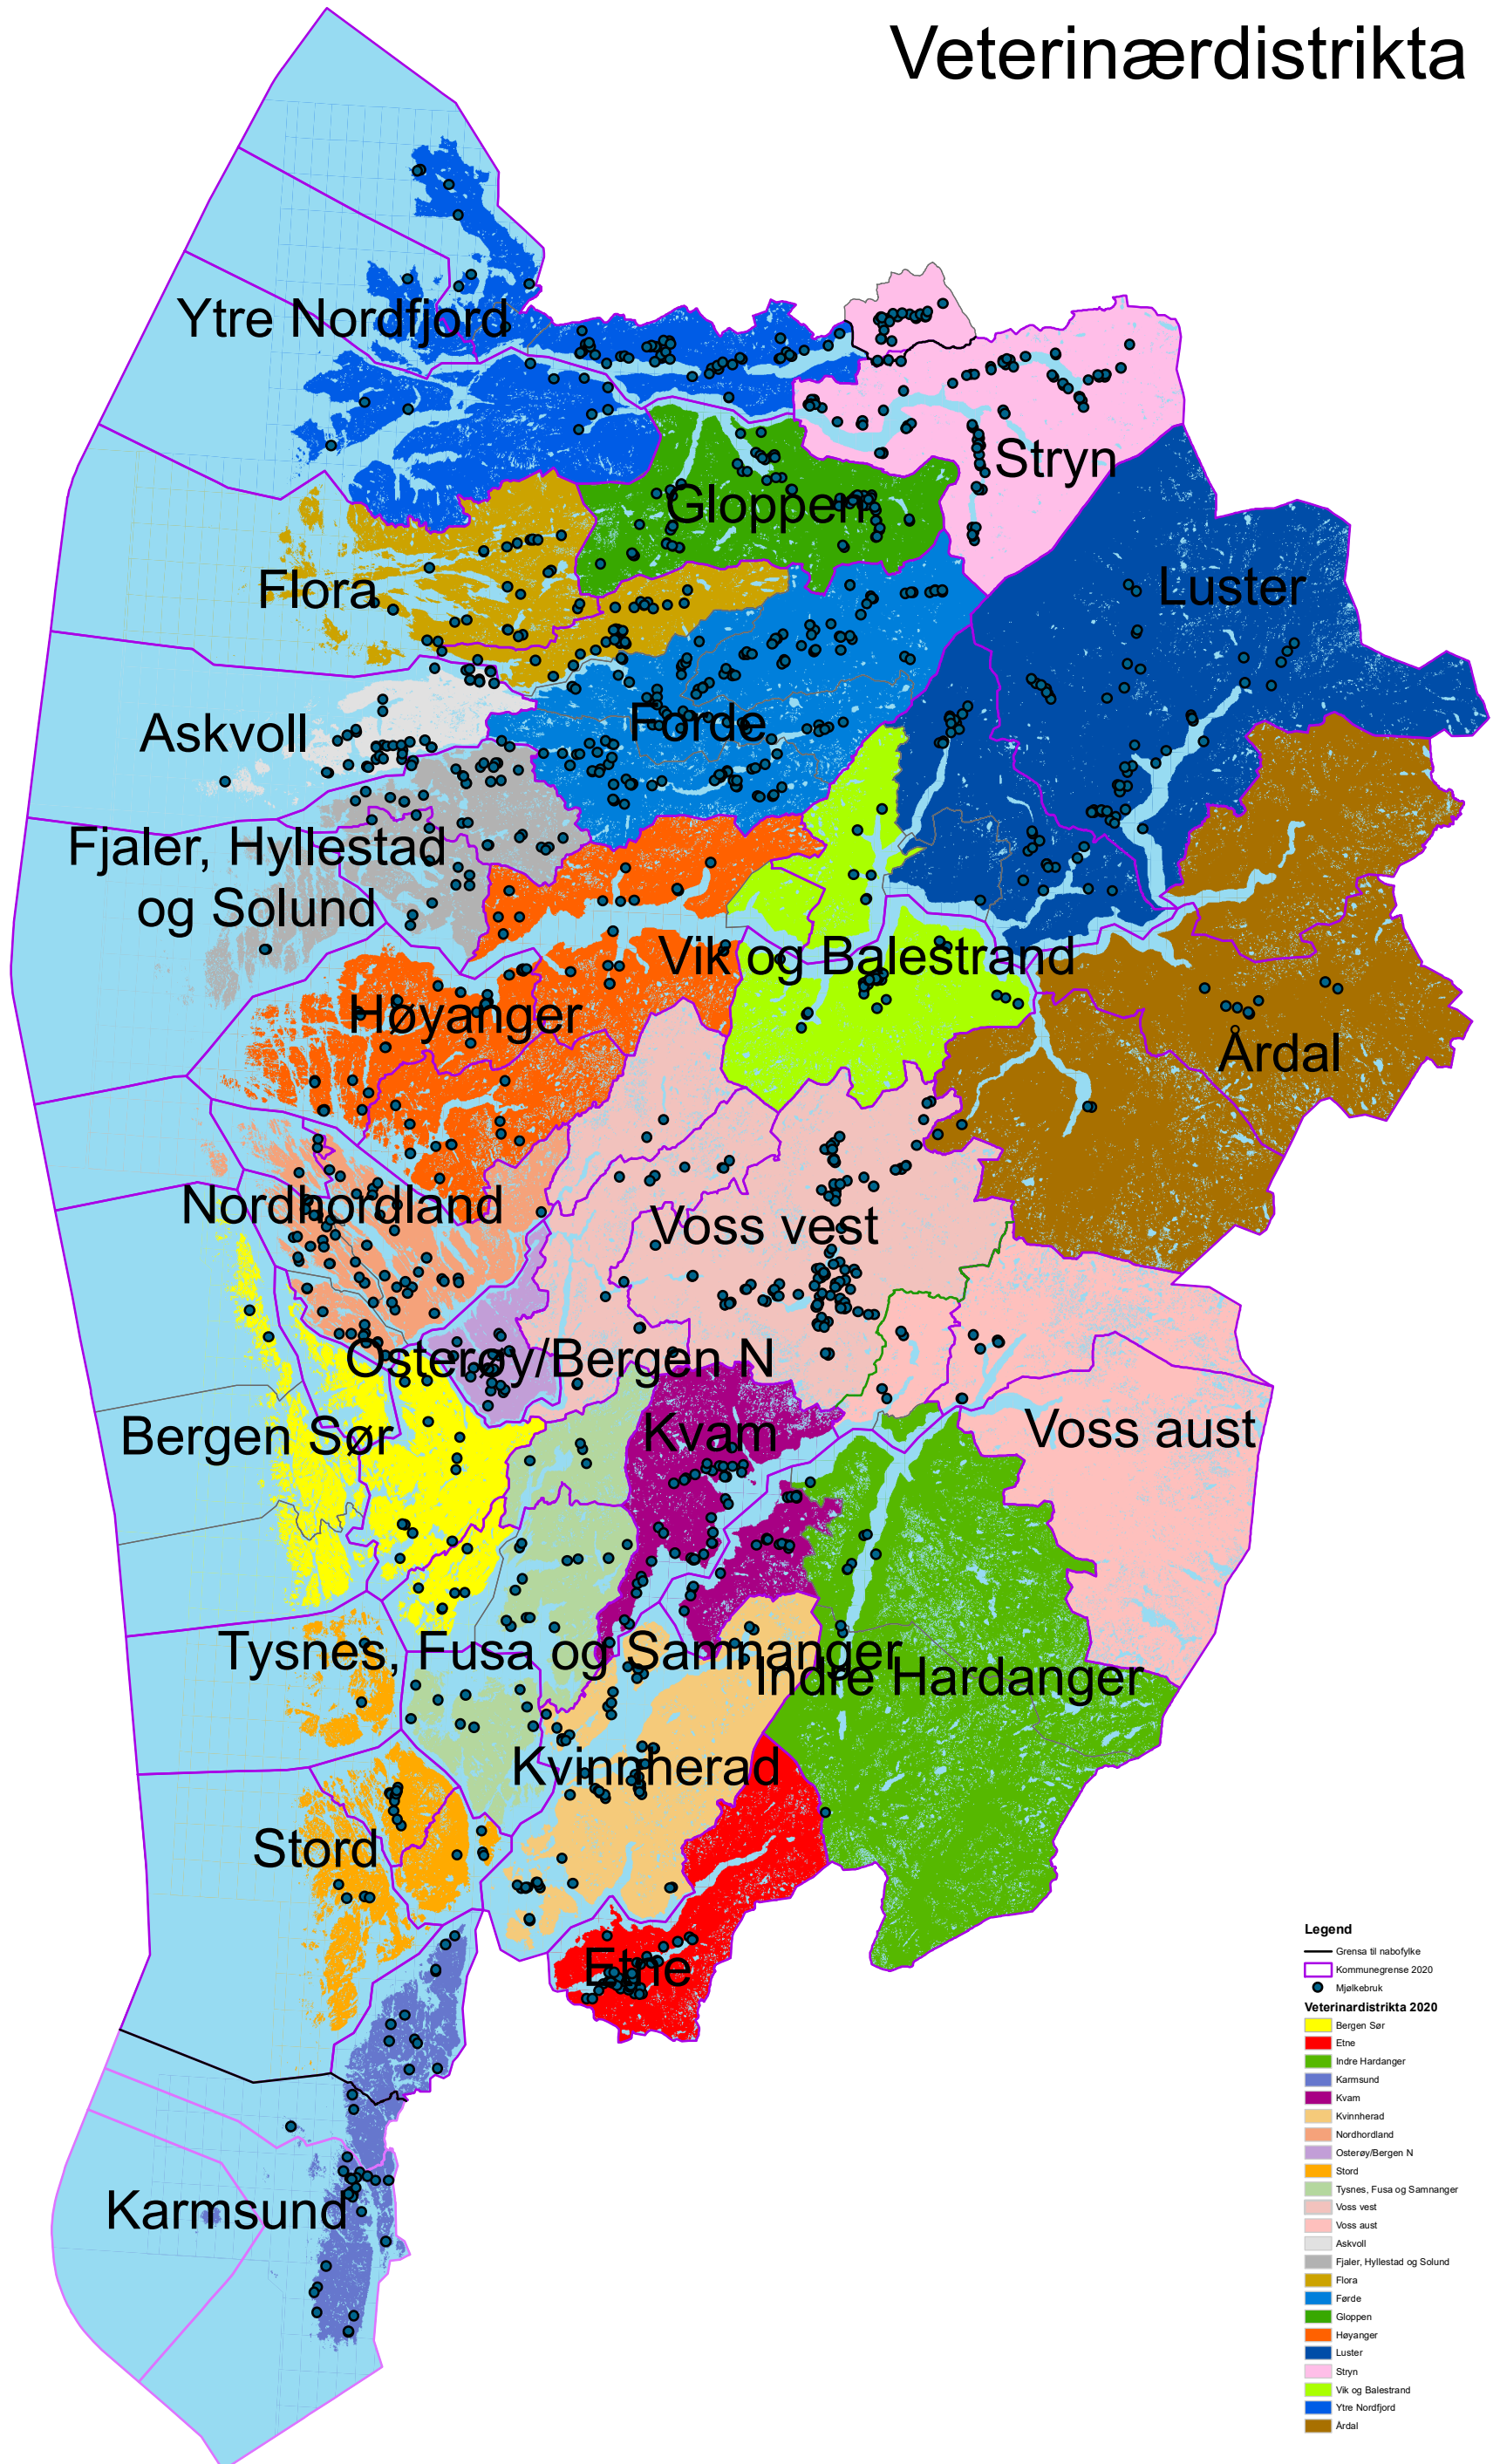 Veterinærdistrikta
Ytre Nordfjord
Stryn
Gloppen
Luster
Flora
Førde
Askvoll
Fjaler, Hyllestad
og Solund
Vik og Balestrand
Høyanger
Årdal
Nordhordland
Voss vest
Osterøy/Bergen N
Bergen Sør
Kvam
Voss aust
Tysnes, Fusa og Samnanger
Indre Hardanger
Kvinnherad
Stord
Etne
Karmsund
Legend
Grensa til nabofylke
Kommunegrense 2020
Mjølkebruk
Veterinardistrikta 2020
Bergen Sør
Etne
Indre Hardanger
Karmsund
Kvam
Kvinnherad
Nordhordland
Osterøy/Bergen N
Stord
Tysnes, Fusa og Samnanger
Voss vest
Voss aust
Askvoll
Fjaler, Hyllestad og Solund
Flora
Førde
Gloppen
Høyanger
Luster
Stryn
Vik og Balestrand
Ytre Nordfjord
Årdal